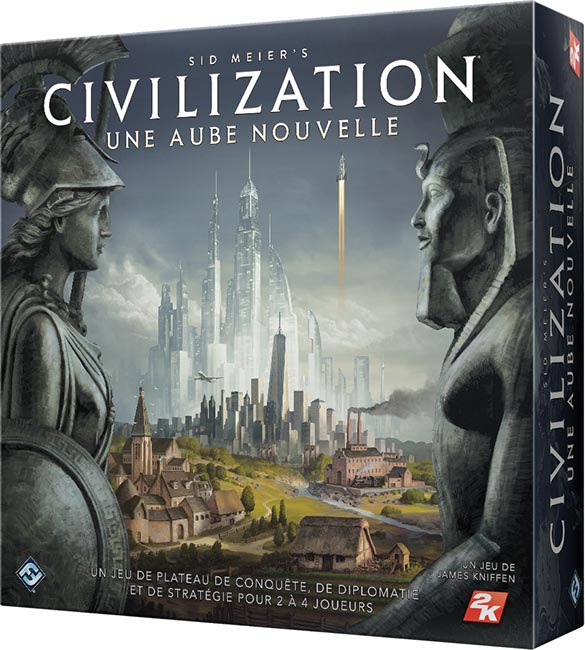 SID MEIER'S
CIVILIZATION
UNE AUBE NOUVELLE
UN JEU DE PLATEAU DE CONQUÊTE, DE DIPLOMATIE
ET DE STRATÉGIE POUR 2 À 4 JOUEURS
UN JEU DE
JAMES KNIFFEN
2K
2K
SID MEIER'S
CIVILIZATION
UNE AUBE NOUVELLE